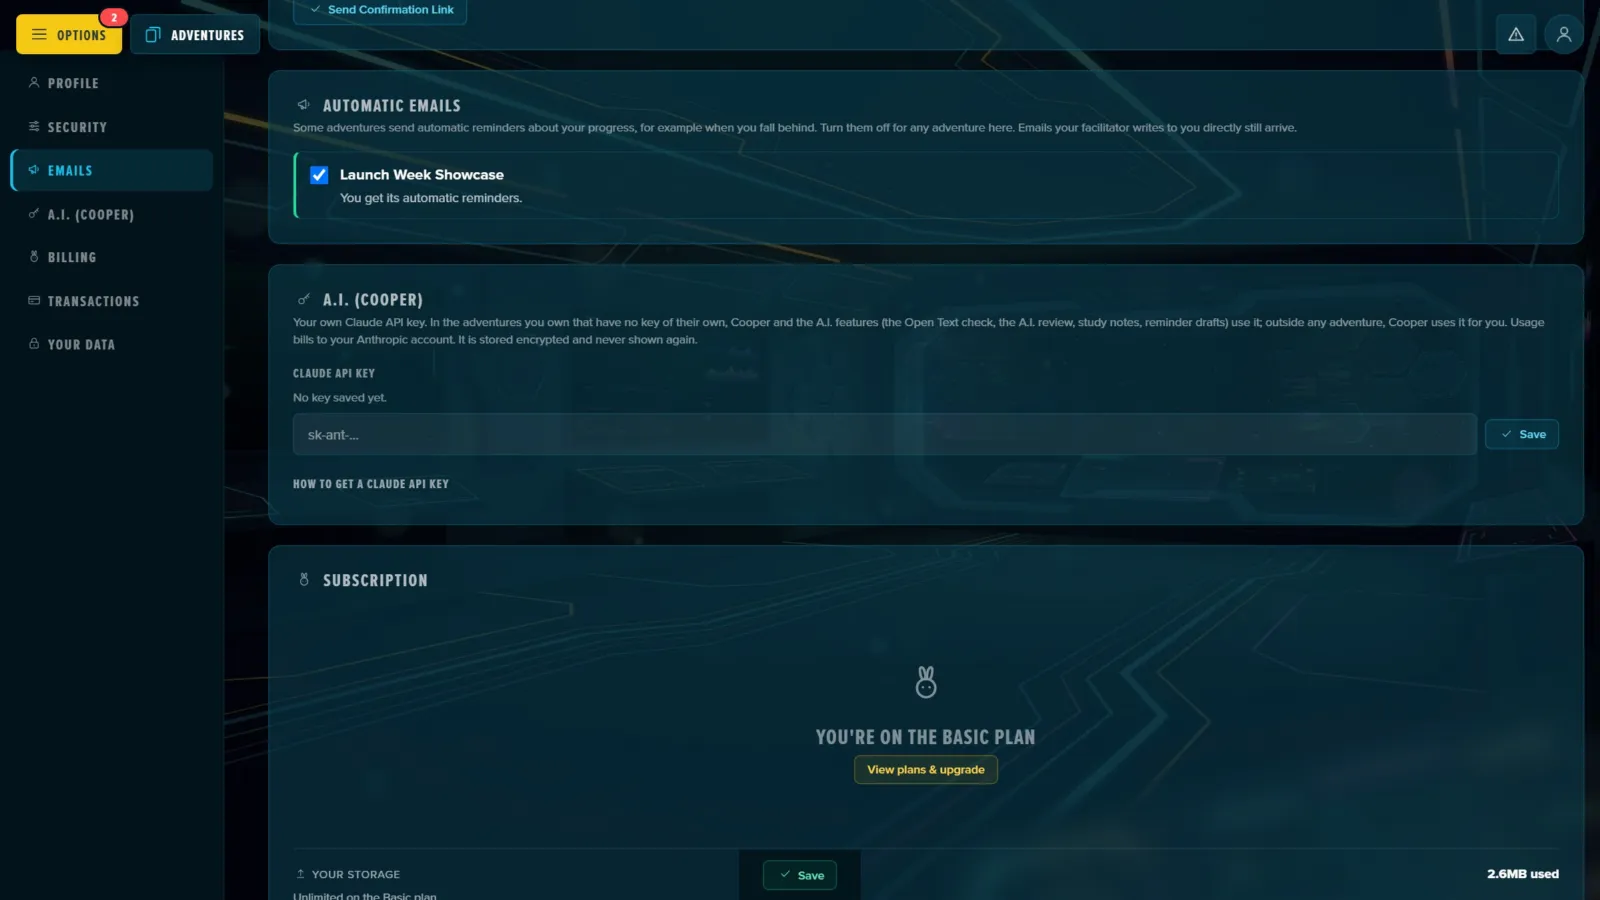 Send Confirmation Link
OPTIONS
2
ADVENTURES
PROFILE
SECURITY
EMAILS
A.I. (COOPER)
BILLING
TRANSACTIONS
YOUR DATA
AUTOMATIC EMAILS
Some adventures send automatic reminders about your progress, for example when you fall behind. Turn them off for any adventure here. Emails your facilitator writes to you directly still arrive.
Launch Week Showcase
You get its automatic reminders.
A.I. (COOPER)
Your own Claude API key. In the adventures you own that have no key of their own, Cooper and the A.I. features (the Open Text check, the A.I. review, study notes, reminder drafts) use it; outside any adventure, Cooper uses it for you. Usage
bills to your Anthropic account. It is stored encrypted and never shown again.
CLAUDE API KEY
No key saved yet.
sk-ant-...
Save
HOW TO GET A CLAUDE API KEY
SUBSCRIPTION
YOU'RE ON THE BASIC PLAN
View plans & upgrade
YOUR STORAGE
2.6MB used
Unlimited on the Basic plan
Save